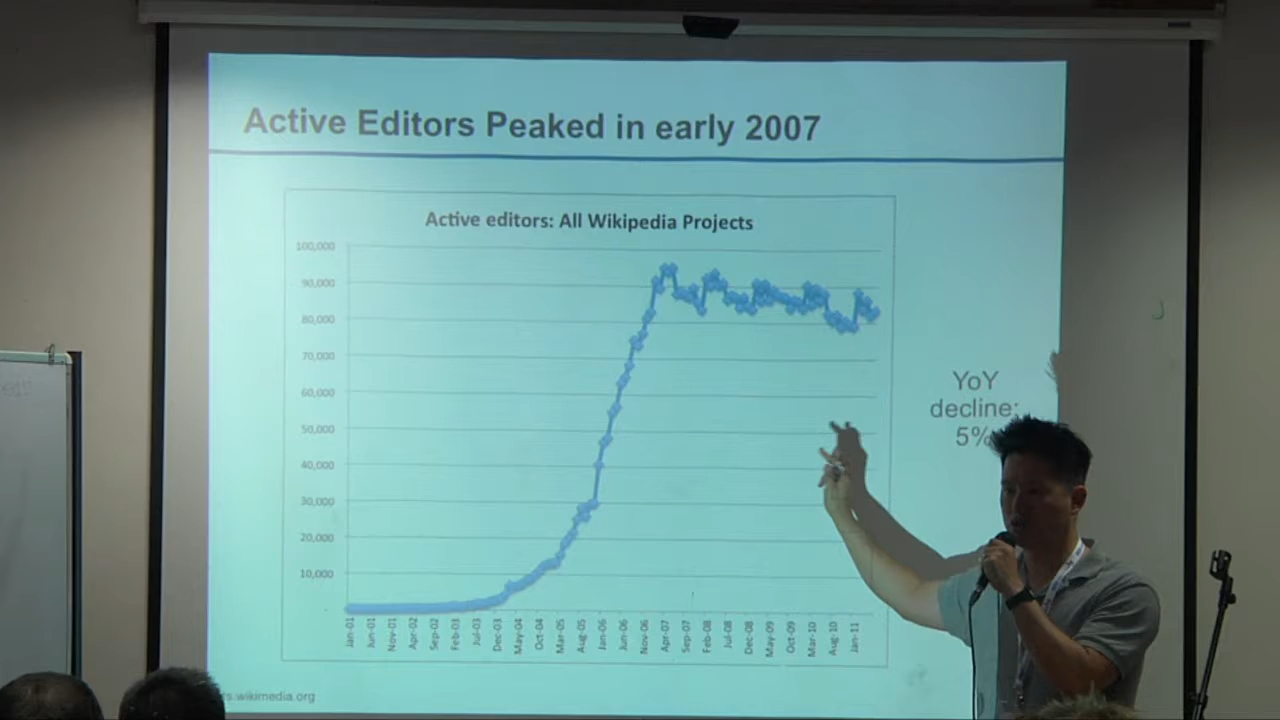 Active Editors Peaked in early 2007
Active editors: All Wikipedia Projects
100,000
90,000
80,000
70,000
60,000
50,000
40,000
30,000
20,000
10,000
Jan-01
Jun-01
Nov-01
Apr-02
Sep-02
Feb-03
Jul-03
Dec-03
May-04
Oct-04
Mar-05
Aug-05
Jan-06
Jun-06
Nov-06
Apr-07
Sep-07
Feb-08
Jul-08
Dec-08
May-09
Oct-09
Mar-10
Aug-10
Jan-11
YoY
decline:
5%
ts.wikimedia.org